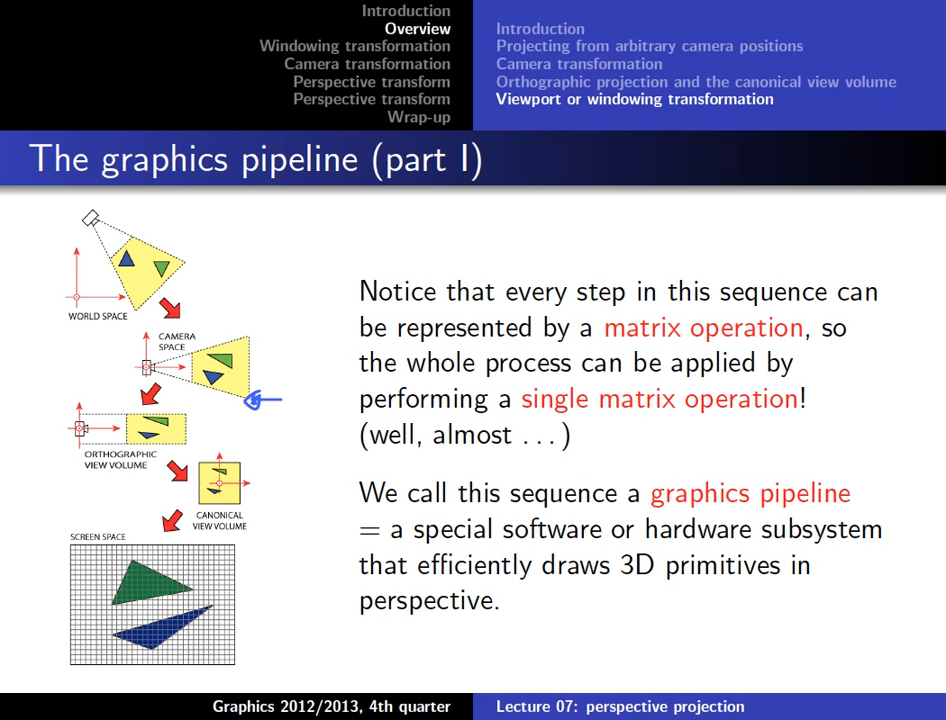 Introduction
Overview
Windowing transformation
Camera transformation
Perspective transform
Perspective transform
Wrap-up
Introduction
Projecting from arbitrary camera positions
Camera transformation
Orthographic projection and the canonical view volume
Viewport or windowing transformation
The graphics pipeline (part I)
WORLD SPACE
CAMERA
SPACE
ORTHOGRAPHIC
VIEW VOLUME
CANONICAL
VIEW VOLUME
SCREEN SPACE
Notice that every step in this sequence can
be represented by a matrix operation, so
the whole process can be applied by
performing a single matrix operation!
(well, almost . . . )
We call this sequence a graphics pipeline
= a special software or hardware subsystem
that efficiently draws 3D primitives in
perspective.
Graphics 2012/2013, 4th quarter
Lecture 07: perspective projection